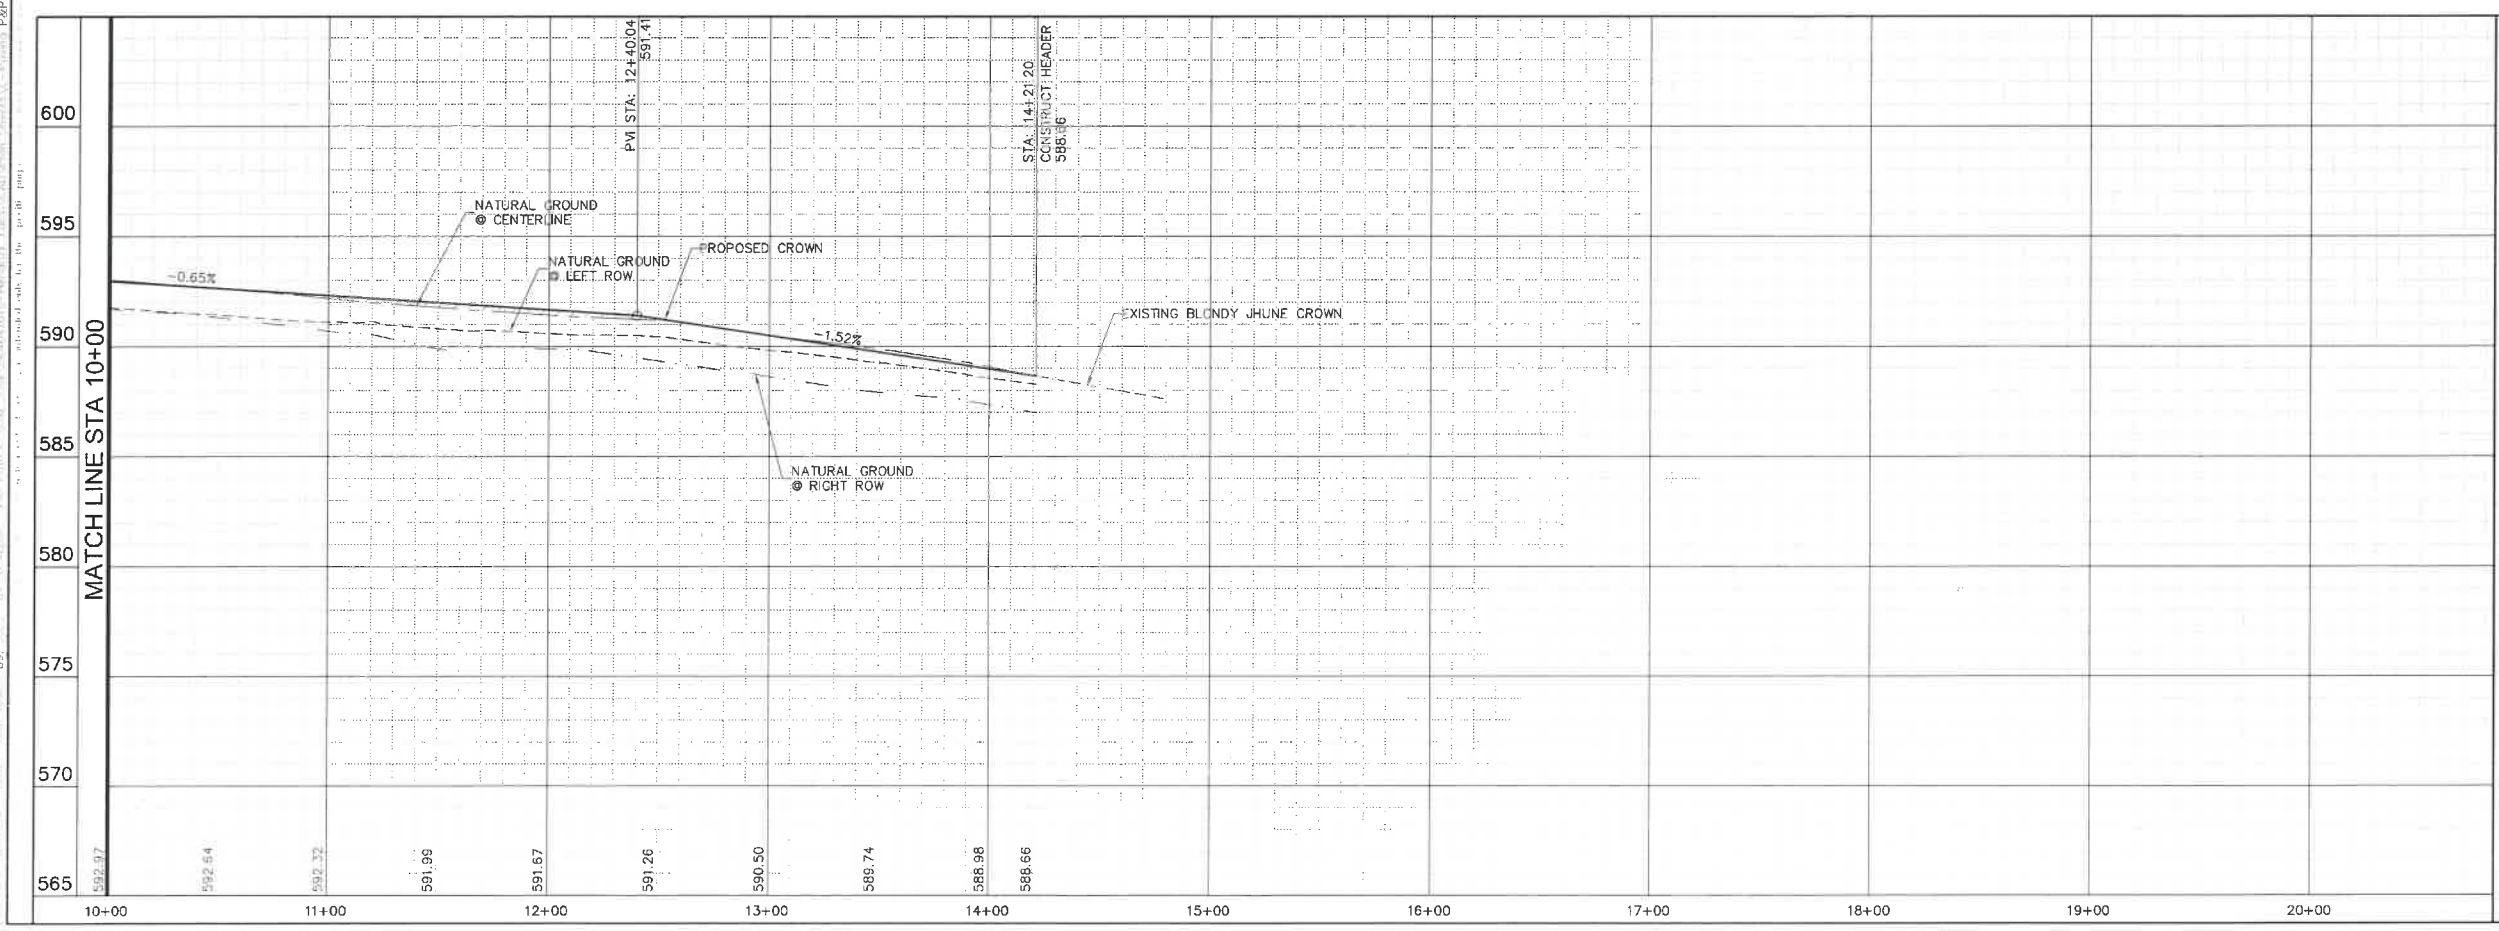 P&P
PVI STA: 12+40.04
591.41
STA: 14+21.20
CONSTRUCT HEADER
588.66
600
595
590
585
580
575
570
565
MATCH LINE STA 10+00
NATURAL GROUND
@ CENTERLINE
NATURAL GROUND
@ LEFT ROW
PROPOSED CROWN
-0.65%
-1.52%
EXISTING BLONDY JHUNE CROWN
NATURAL GROUND
@ RIGHT ROW
592.97
592.64
592.32
591.99
591.67
591.26
590.50
589.74
588.98
588.66
10+00
11+00
12+00
13+00
14+00
15+00
16+00
17+00
18+00
19+00
20+00